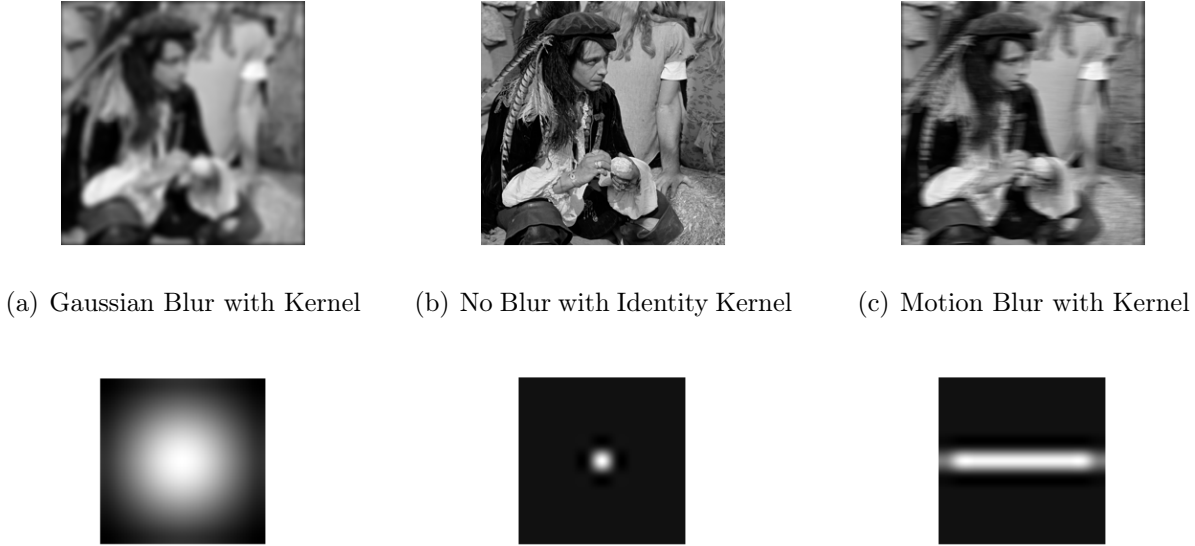 (a) Gaussian Blur with Kernel
(b) No Blur with Identity Kernel
(c) Motion Blur with Kernel